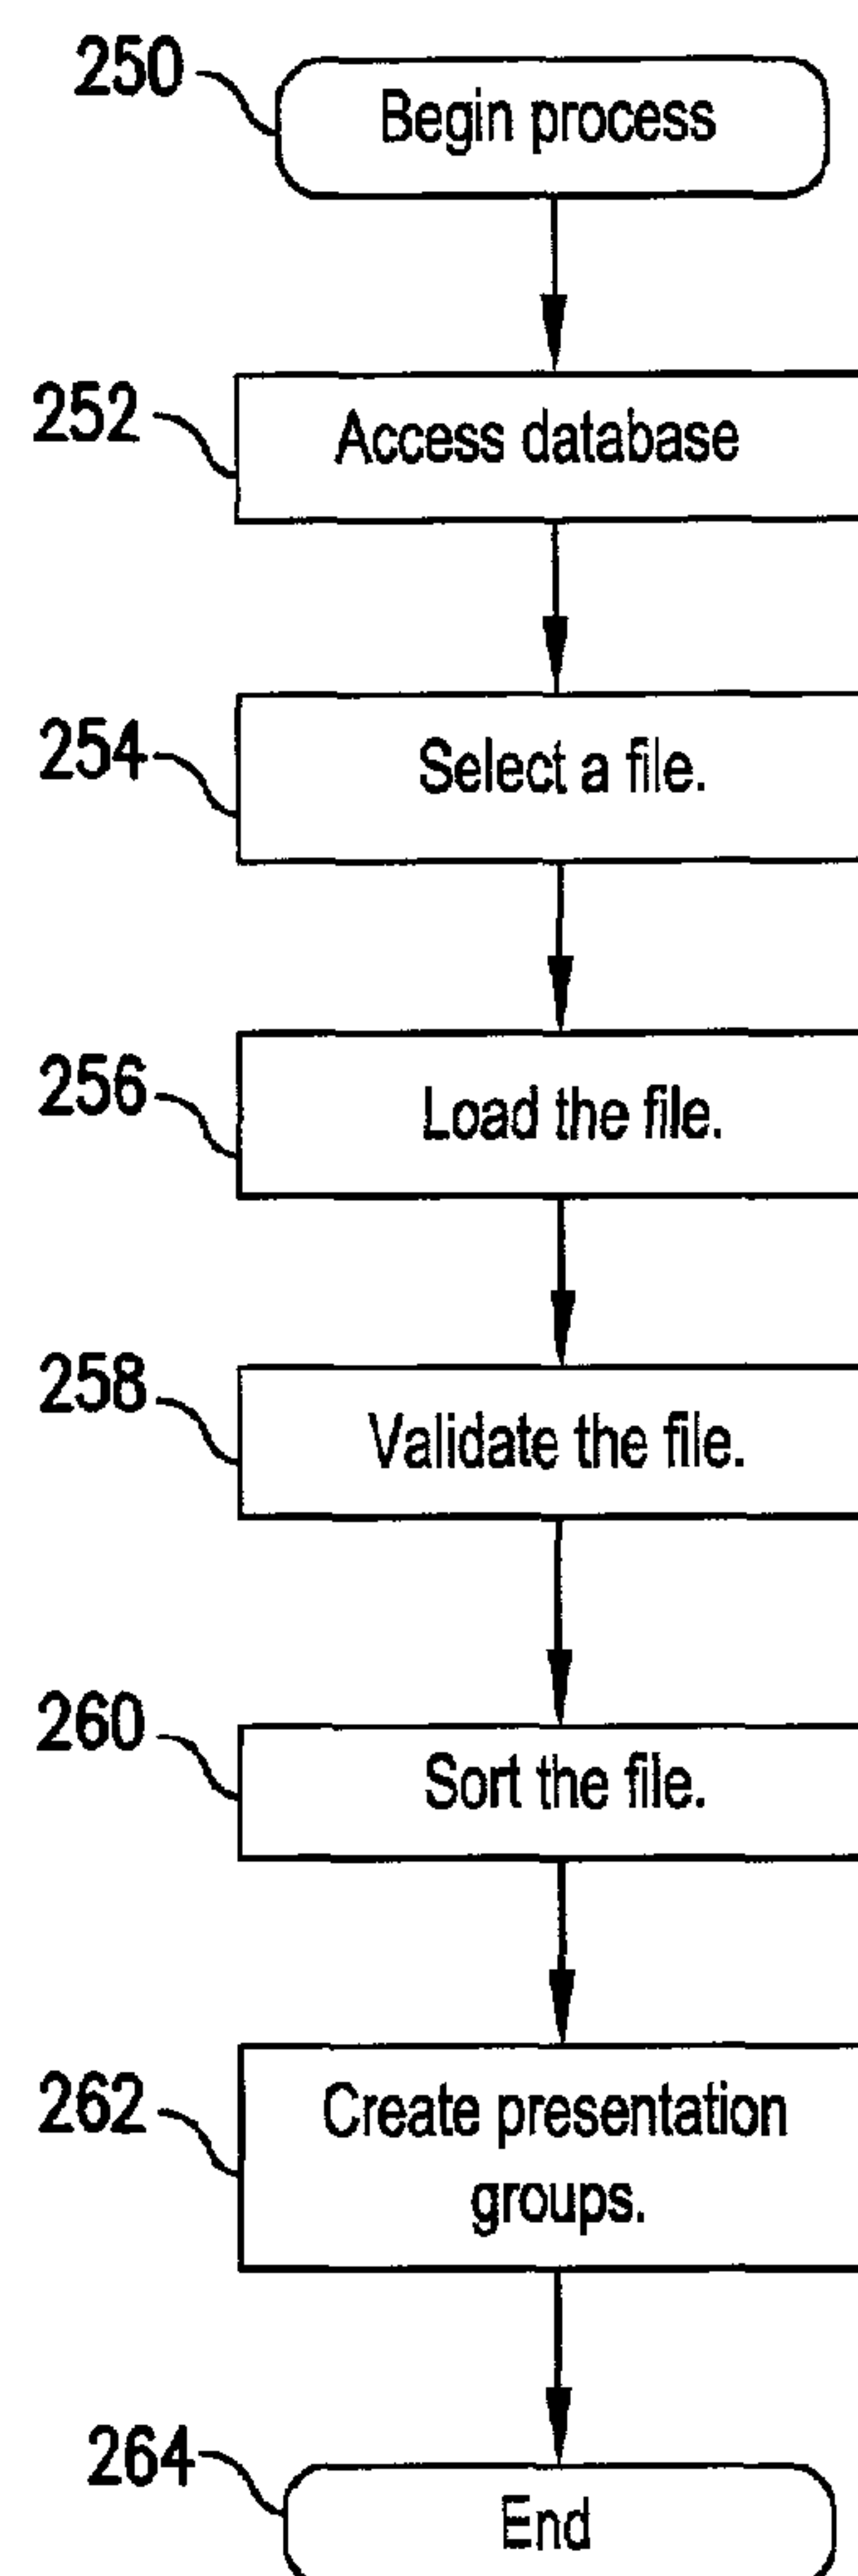 250
Begin process
252
Access database
254
Select a file.
256
Load the file.
258
Validate the file.
260
Sort the file.
262
Create presentation
groups.
264
End